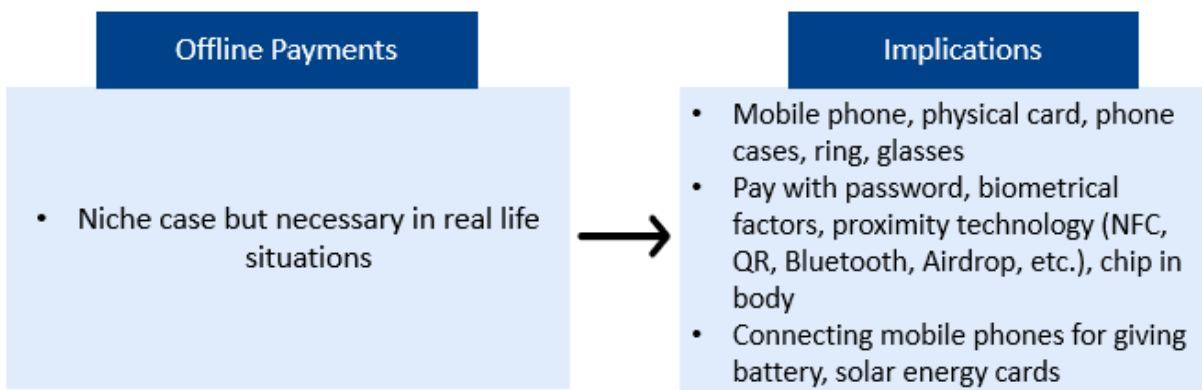 Offline Payments
• Niche case but necessary in real life
situations
Implications
• Mobile phone, physical card, phone
cases, ring, glasses
• Pay with password, biometrical
factors, proximity technology (NFC,
QR, Bluetooth, Airdrop, etc.), chip in
body
• Connecting mobile phones for giving
battery, solar energy cards